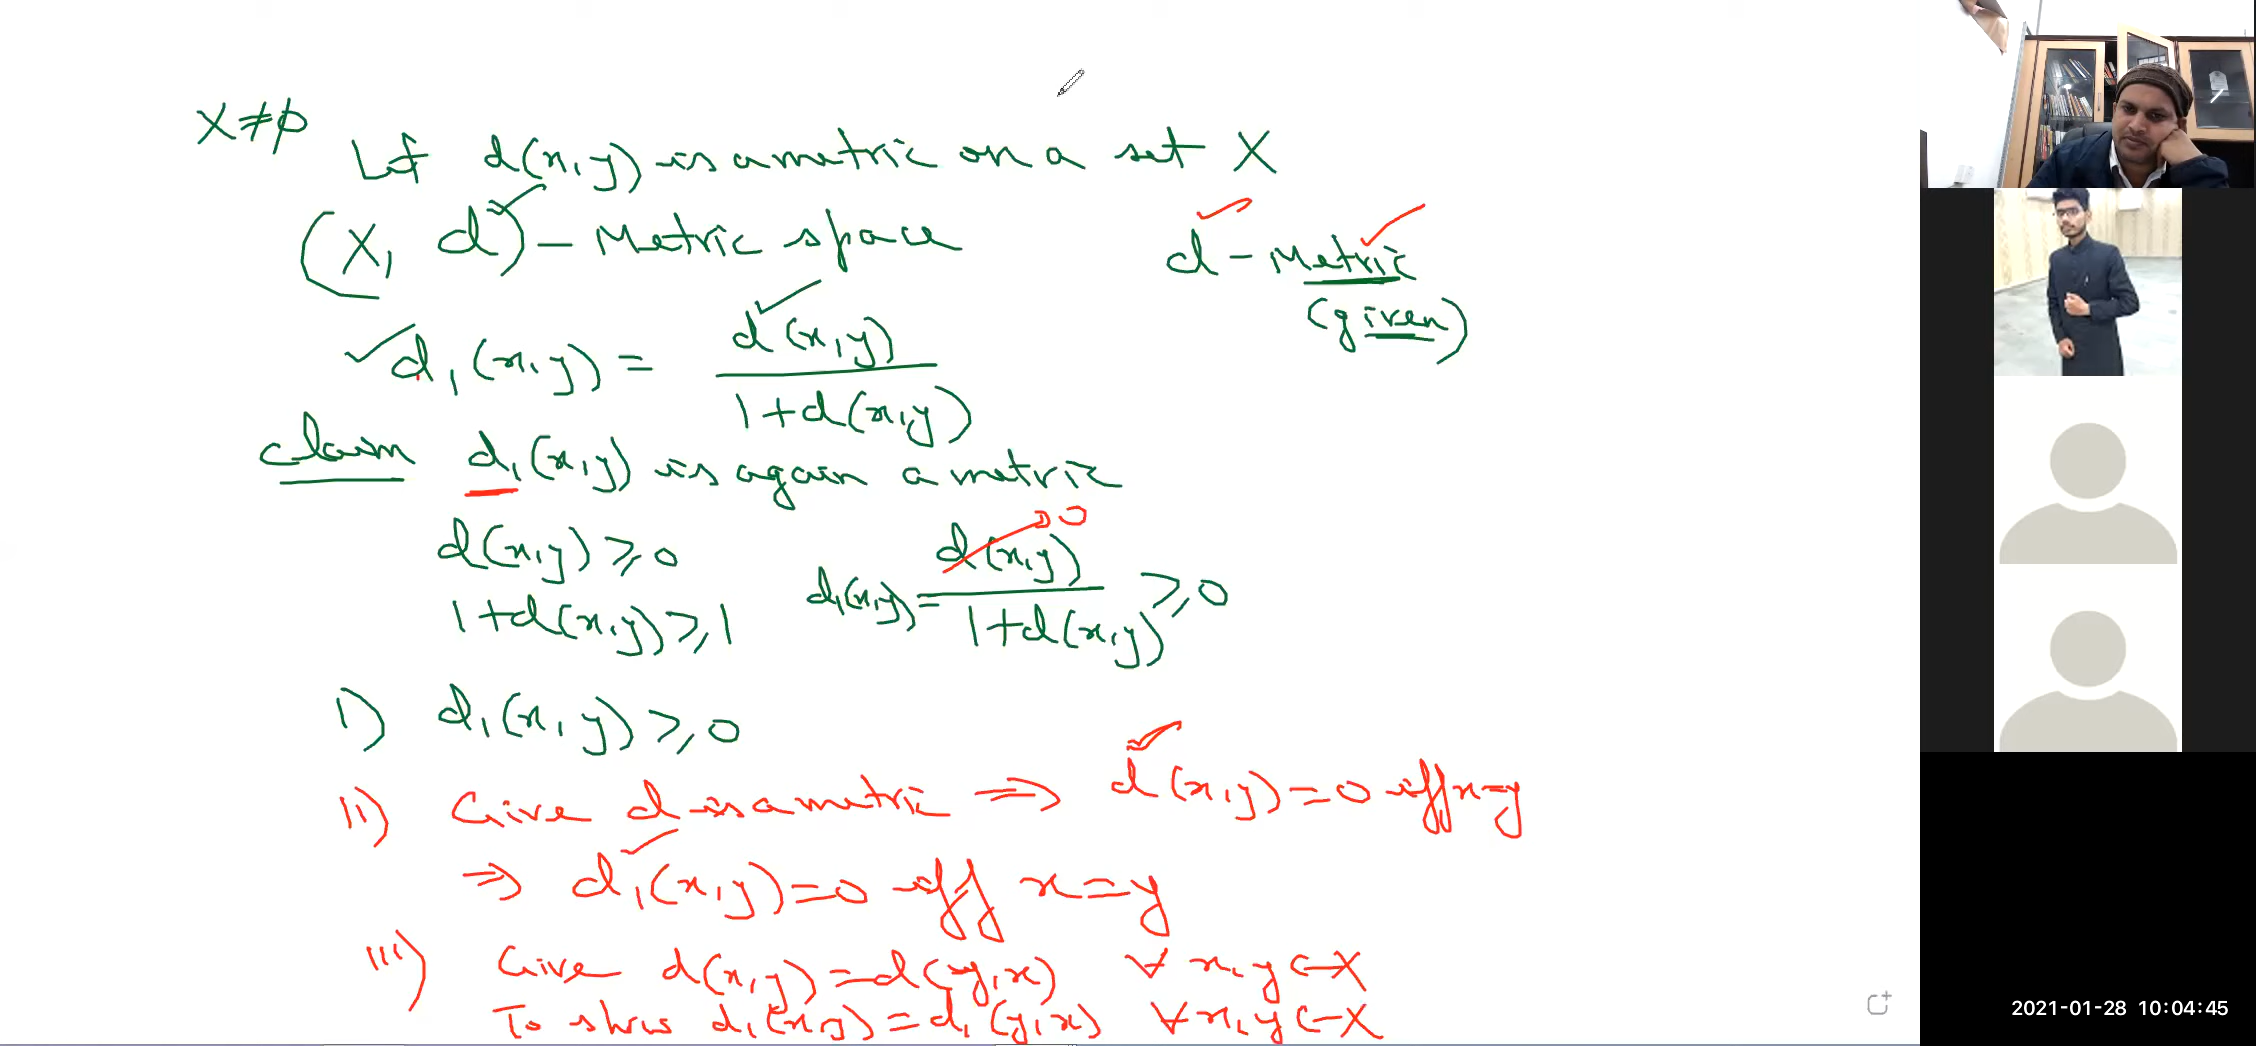 X≠ϕ
Let d(x,y) is a metric on a set X
(X, d) – Metric space
d – Metric
(given)
d₁(x,y) = d(x,y) / 1+d(x,y)
claim d₁(x,y) is again a metric
d(x,y) ≥ 0
1+d(x,y) ≥ 1
d₁(x,y) = d(x,y) / 1+d(x,y) ≥ 0
→ 0
i) d₁(x,y) ≥ 0
ii) Give d is a metric ⟹ d(x,y)=0 iff x=y
⇒ d₁(x,y)=0 iff x=y
iii) Give d(x,y)=d(y,x) ∀ x,y ∈ X
To show d₁(x,y)=d₁(y,x) ∀ x,y ∈ X
2021-01-28 10:04:45